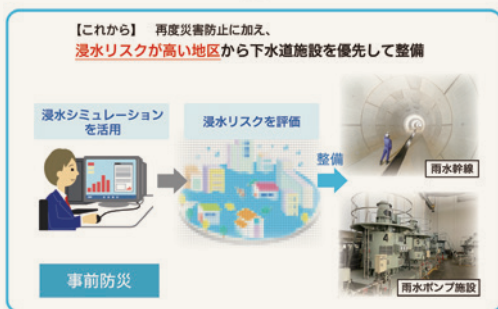 【これから】 再度災害防止に加え、
浸水リスクが高い地区から下水道施設を優先して整備
浸水シミュレーション
を活用
浸水リスクを評価
整備
雨水幹線
4
雨水ポンプ施設
事前防災